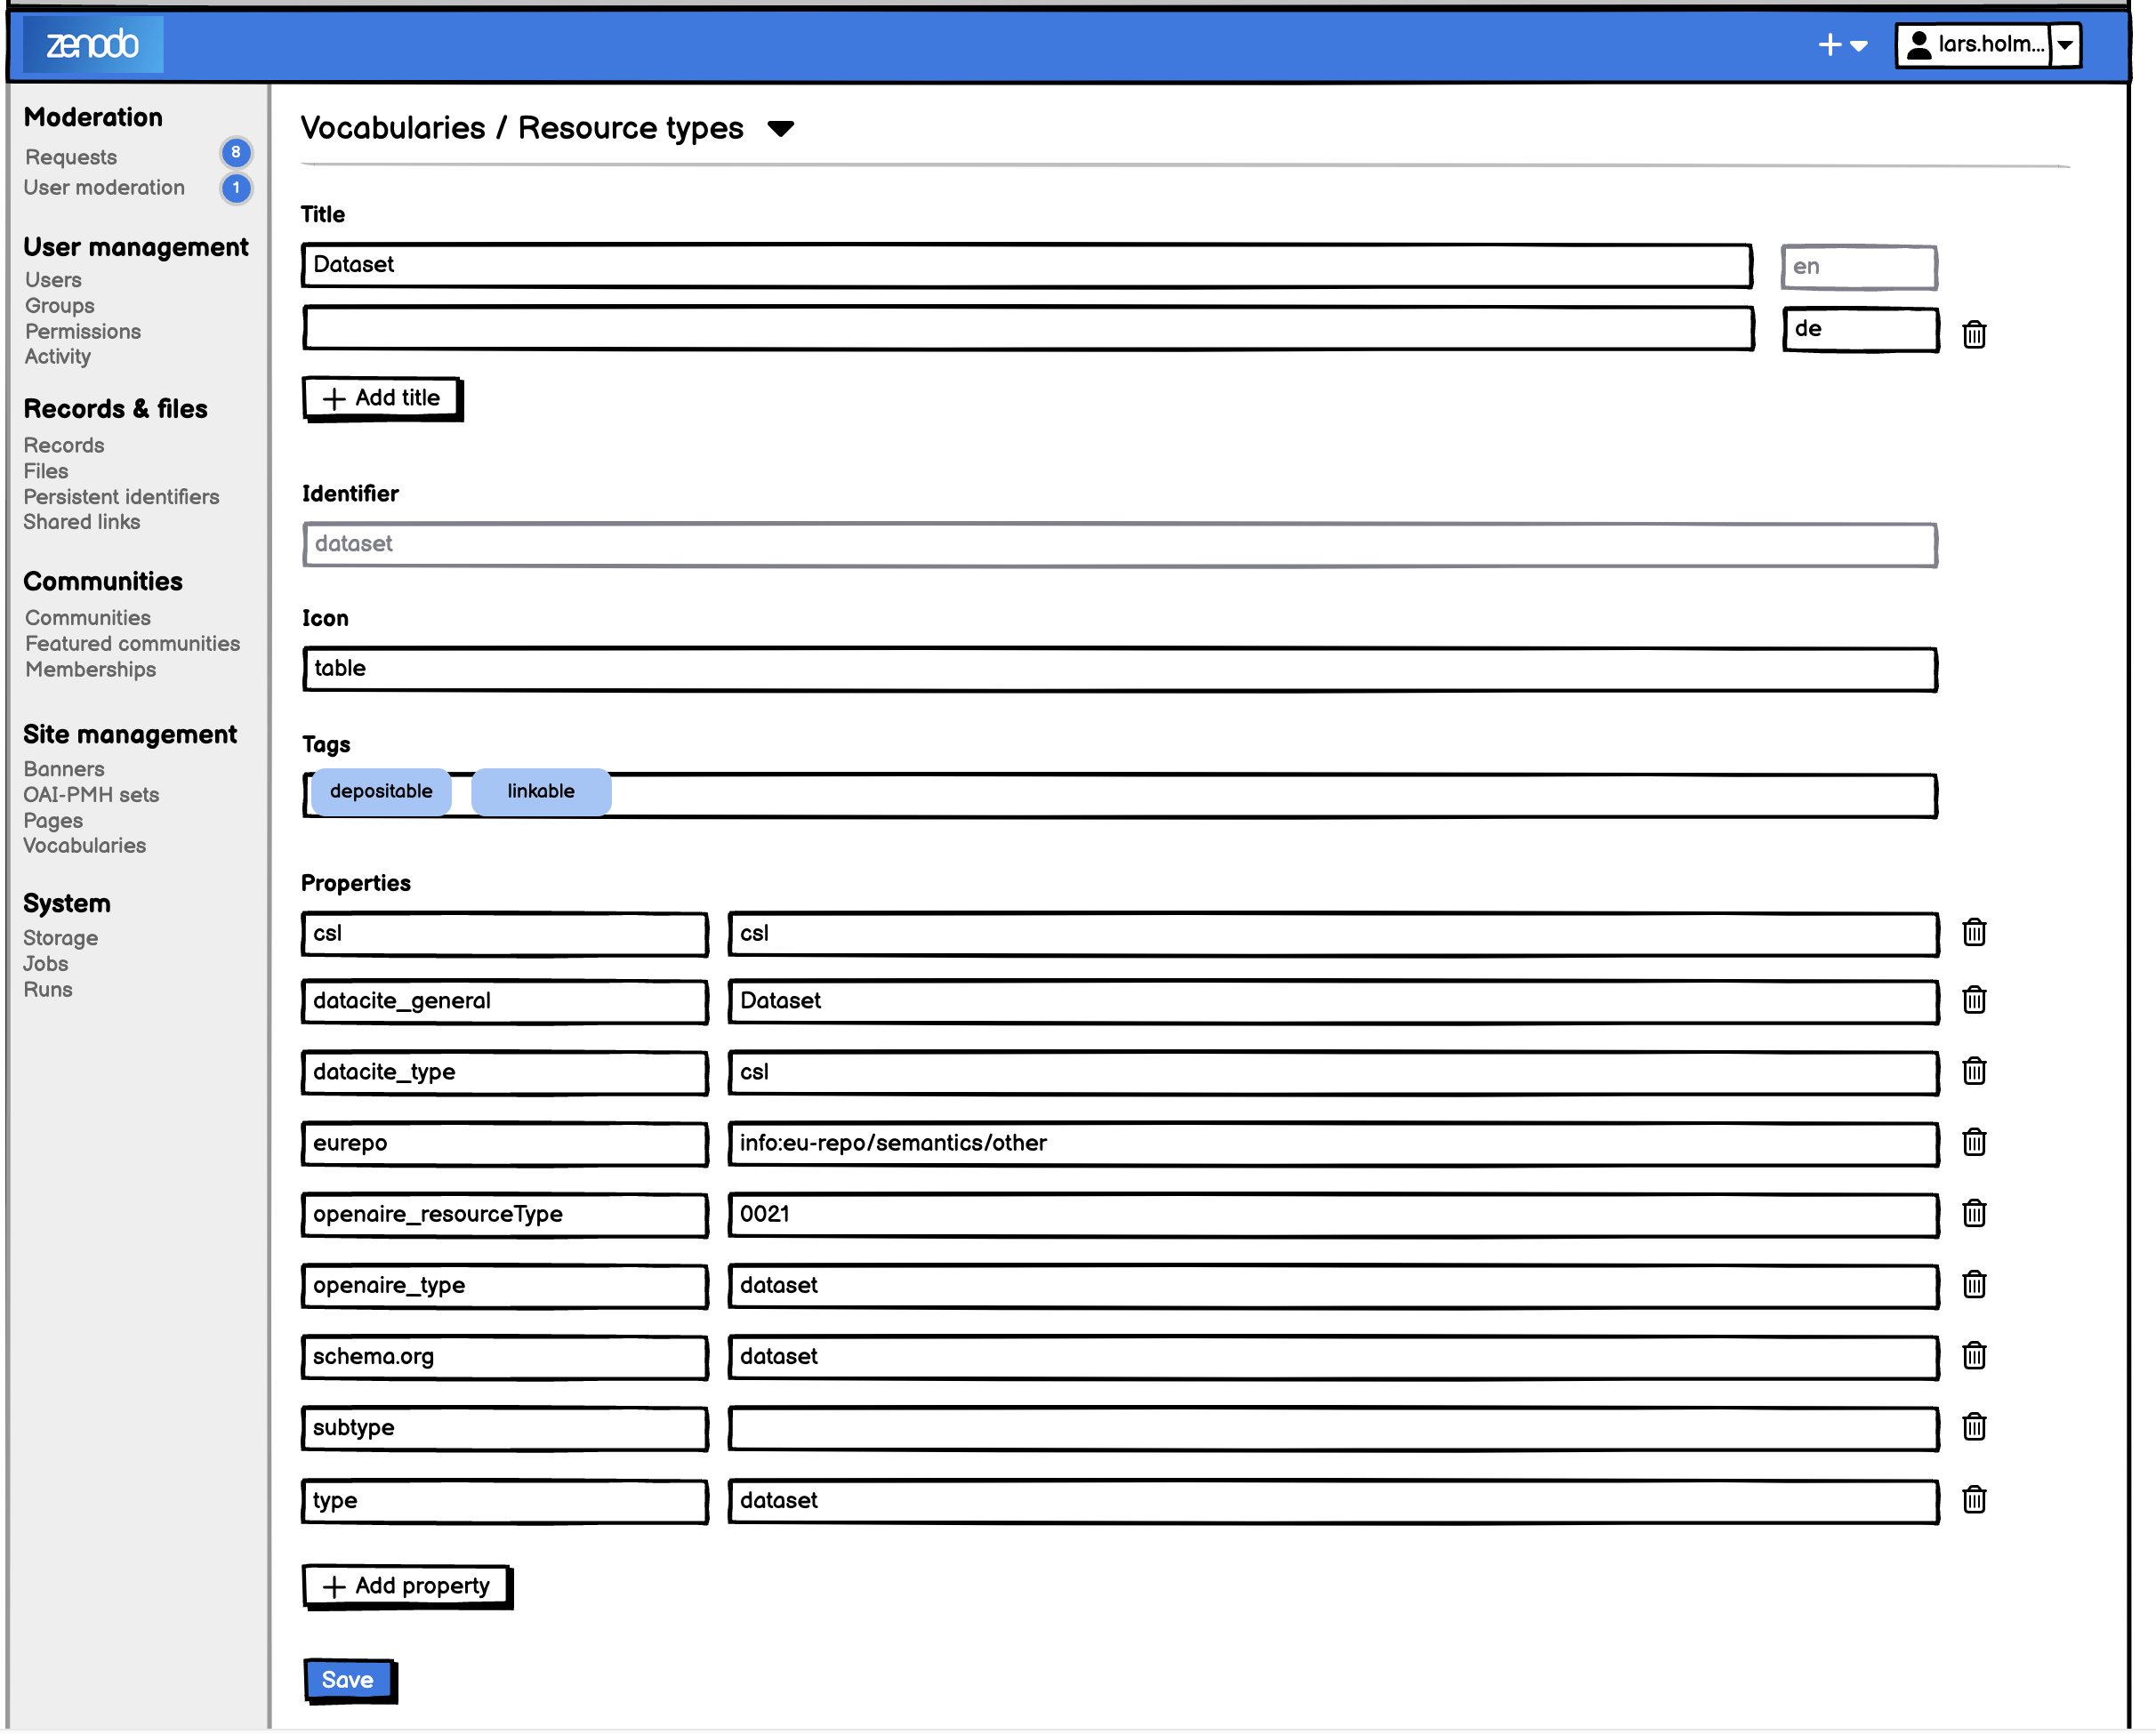 zenodo
lars.holm...
Moderation
Requests 8
User moderation 1
User management
Users
Groups
Permissions
Activity
Records & files
Records
Files
Persistent identifiers
Shared links
Communities
Communities
Featured communities
Memberships
Site management
Banners
OAI-PMH sets
Pages
Vocabularies
System
Storage
Jobs
Runs
Vocabularies / Resource types
Title
Dataset en
de
+ Add title
Identifier
dataset
Icon
table
Tags
depositable linkable
Properties
csl csl
datacite_general Dataset
datacite_type csl
eurepo info:eu-repo/semantics/other
openaire_resourceType 0021
openaire_type dataset
schema.org dataset
subtype
type dataset
+ Add property
Save